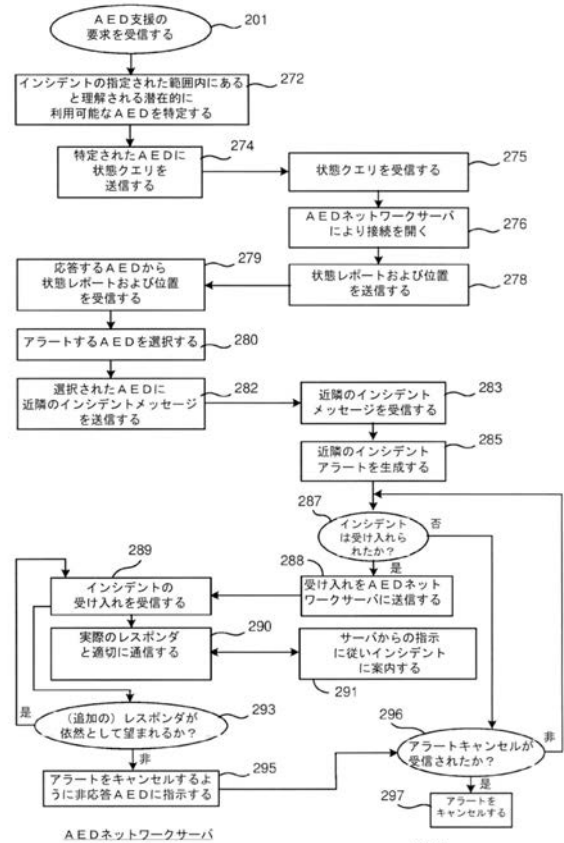 AED支援の
要求を受信する
201
インシデントの指定された範囲内にある
と理解される潜在的に
利用可能なAEDを特定する
272
特定されたAEDに
状態クエリを
送信する
274
状態クエリを受信する
275
AEDネットワークサーバ
により接続を開く
276
状態レポートおよび位置
を送信する
278
応答するAEDから
状態レポートおよび位置
を受信する
279
アラートするAEDを選択する
280
選択されたAEDに
近隣のインシデントメッセージ
を送信する
282
近隣のインシデント
メッセージを受信する
283
近隣のインシデント
アラートを生成する
285
287
インシデント
は受け入れら
れたか？
否
是
288
受け入れをAEDネット
ワークサーバに送信する
289
インシデントの
受け入れを受信する
実際のレスポンダ
と適切に通信する
290
サーバからの指示
に従いインシデント
に案内する
291
（追加の）レスポンダが
依然として望まれるか？
293
是
非
アラートをキャンセルするよ
うに非応答AEDに指示する
295
296
アラートキャンセルが
受信されたか？
非
是
297
アラートを
キャンセルする
AEDネットワークサーバ